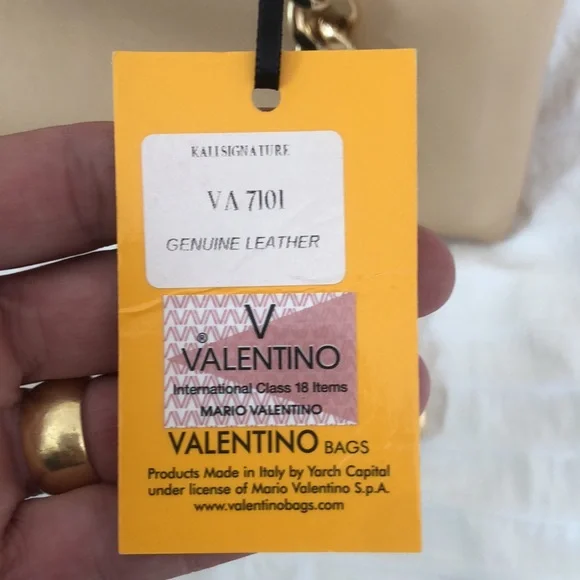 KALISIGNATURE
VA 7101
GENUINE LEATHER
V
® VALENTINO
International Class 18 Items
MARIO VALENTINO
VALENTINO BAGS
Products Made in Italy by Yarch Capital
under license of Mario Valentino S.p.A.
www.valentinobags.com